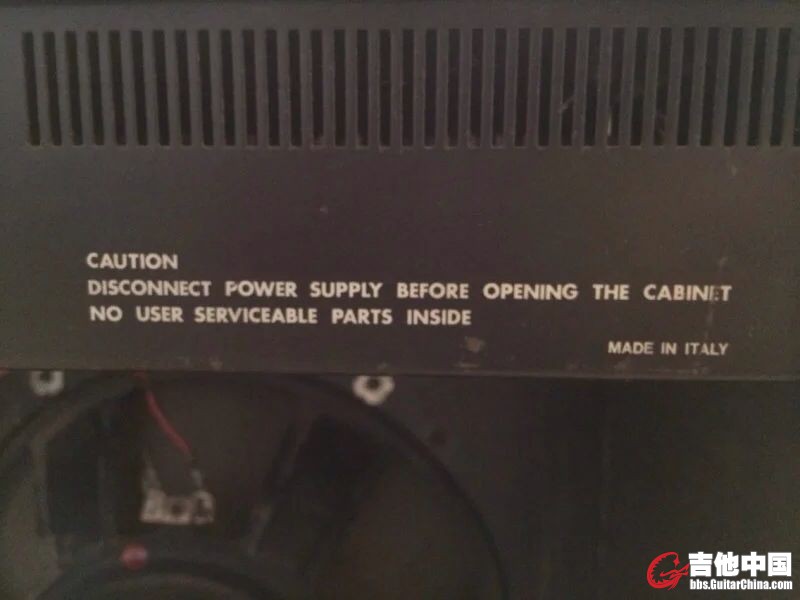 CAUTION
DISCONNECT POWER SUPPLY BEFORE OPENING THE CABINET
NO USER SERVICEABLE PARTS INSIDE
MADE IN ITALY
吉他中国
bbs.GuitarChina.com